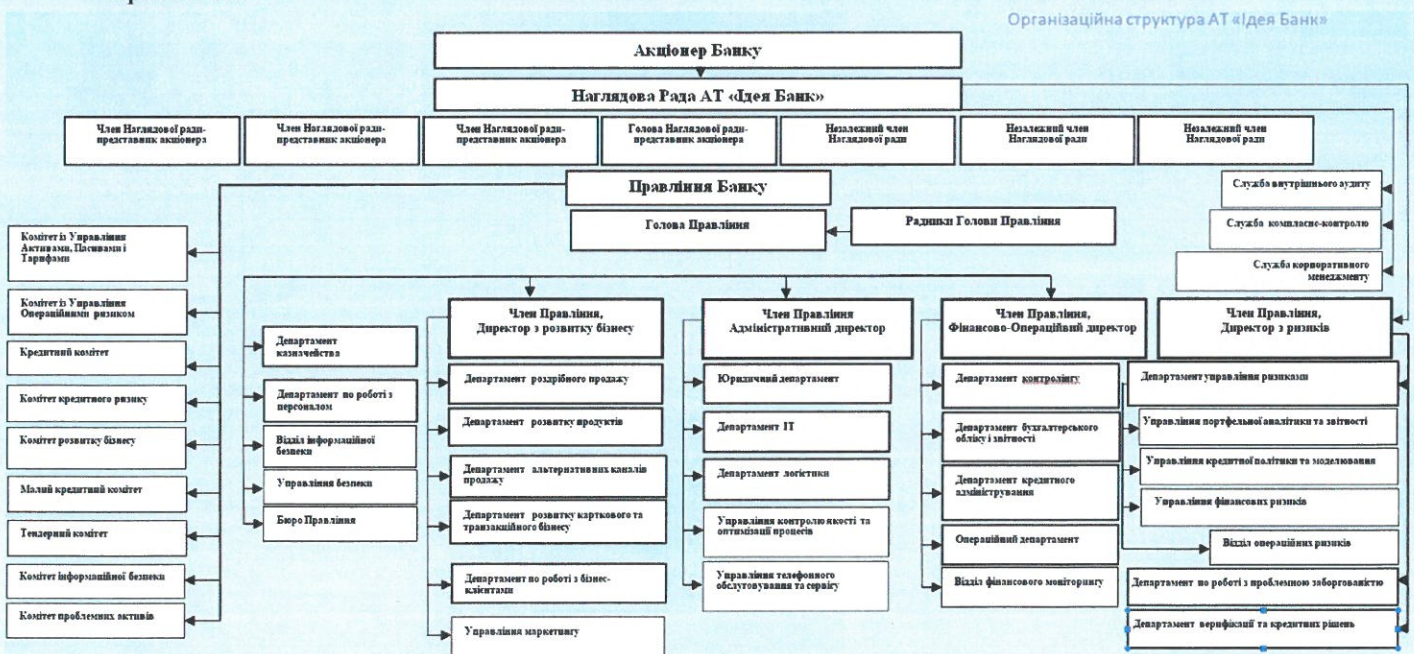 Організаційна структура АТ «Ідея Банк»
Акціонер Банку
Наглядова Рада АТ «Ідея Банк»
Член Наглядової ради-
представник акціонера
Член Наглядової ради-
представник акціонера
Член Наглядової ради-
представник акціонера
Голова Наглядової ради-
представник акціонера
Незалежний член
Наглядової ради
Незалежний член
Наглядової ради
Незалежний член
Наглядової ради
Правління Банку
Служба внутрішнього аудиту
Голова Правління
Радники Голови Правління
Служба комплаєнс-контролю
Служба корпоративного
менеджменту
Комітет із Управління
Активами, Пасивами і
Тарифами
Комітет із Управління
Операційними ризиком
Кредитний комітет
Комітет кредитного ризику
Комітет розвитку бізнесу
Малий кредитний комітет
Тендерний комітет
Комітет інформаційної безпеки
Комітет проблемних активів
Департамент
казначейства
Департамент по роботі з
персоналом
Відділ інформаційної
безпеки
Управління безпеки
Бюро Правління
Член Правління,
Директор з розвитку бізнесу
Департамент роздрібного продажу
Департамент розвитку продуктів
Департамент альтернативних каналів
продажу
Департамент розвитку карткового та
транзакційного бізнесу
Департамент по роботі з бізнес-
клієнтами
Управління маркетингу
Член Правління
Адміністративний директор
Юридичний департамент
Департамент ІТ
Департамент логістики
Управління контролю якості та
оптимізації процесів
Управління телефонного
обслуговування та сервісу
Член Правління,
Фінансово-Операційний директор
Департамент контролінгу
Департамент бухгалтерського
обліку і звітності
Департамент кредитного
адміністрування
Операційний департамент
Відділ фінансового моніторингу
Член Правління,
Директор з ризиків
Департамент управління ризиками
Управління портфельної аналітики та звітності
Управління кредитної політики та моделювання
Управління фінансових ризиків
Відділ операційних ризиків
Департамент по роботі з проблемною заборгованістю
Департамент верифікації та кредитних рішень